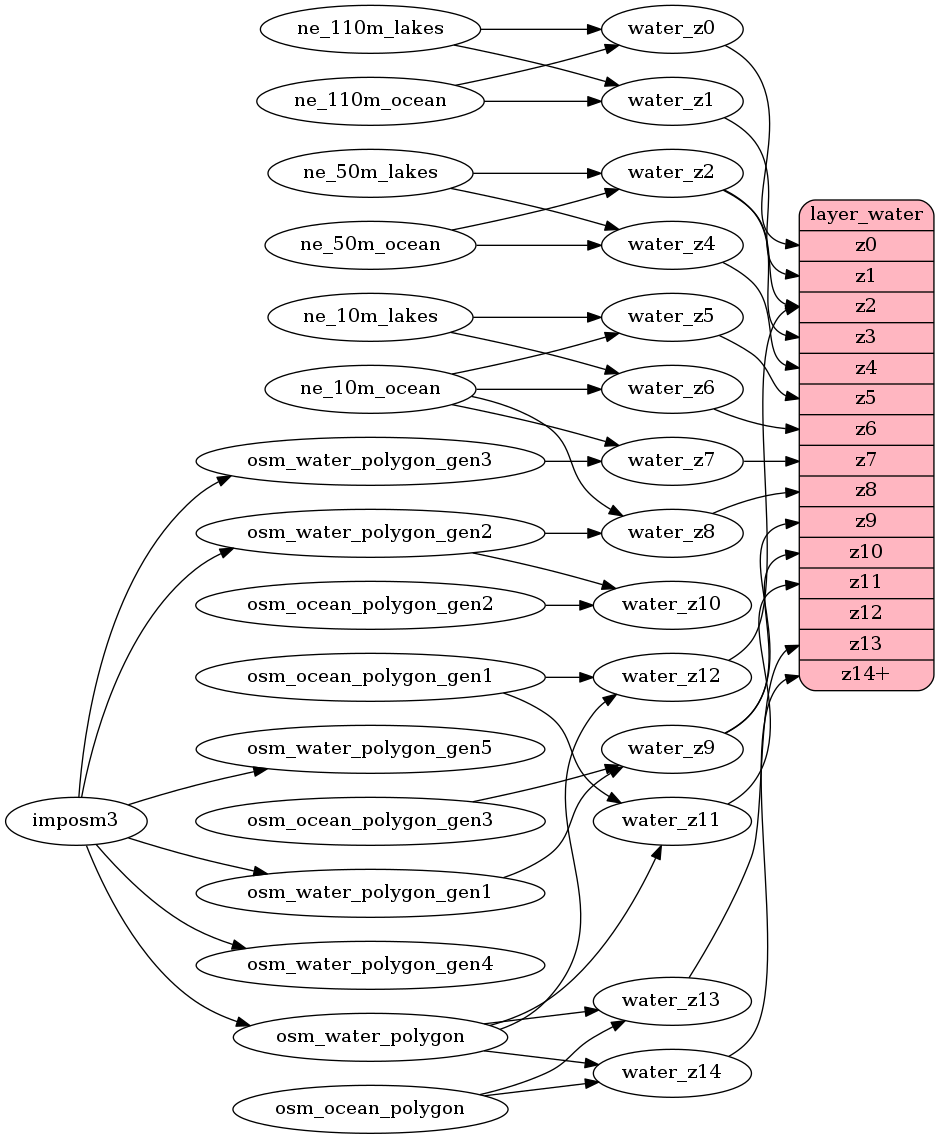 ne_110m_lakes
water_z0
ne_110m_ocean
water_z1
ne_50m_lakes
water_z2
ne_50m_ocean
water_z4
ne_10m_lakes
water_z5
ne_10m_ocean
water_z6
osm_water_polygon_gen3
water_z7
osm_water_polygon_gen2
water_z8
osm_ocean_polygon_gen2
water_z10
osm_ocean_polygon_gen1
water_z12
osm_water_polygon_gen5
water_z9
imposm3
osm_ocean_polygon_gen3
water_z11
osm_water_polygon_gen1
osm_water_polygon_gen4
water_z13
osm_water_polygon
water_z14
osm_ocean_polygon
layer_water
z0
z1
z2
z3
z4
z5
z6
z7
z8
z9
z10
z11
z12
z13
z14+